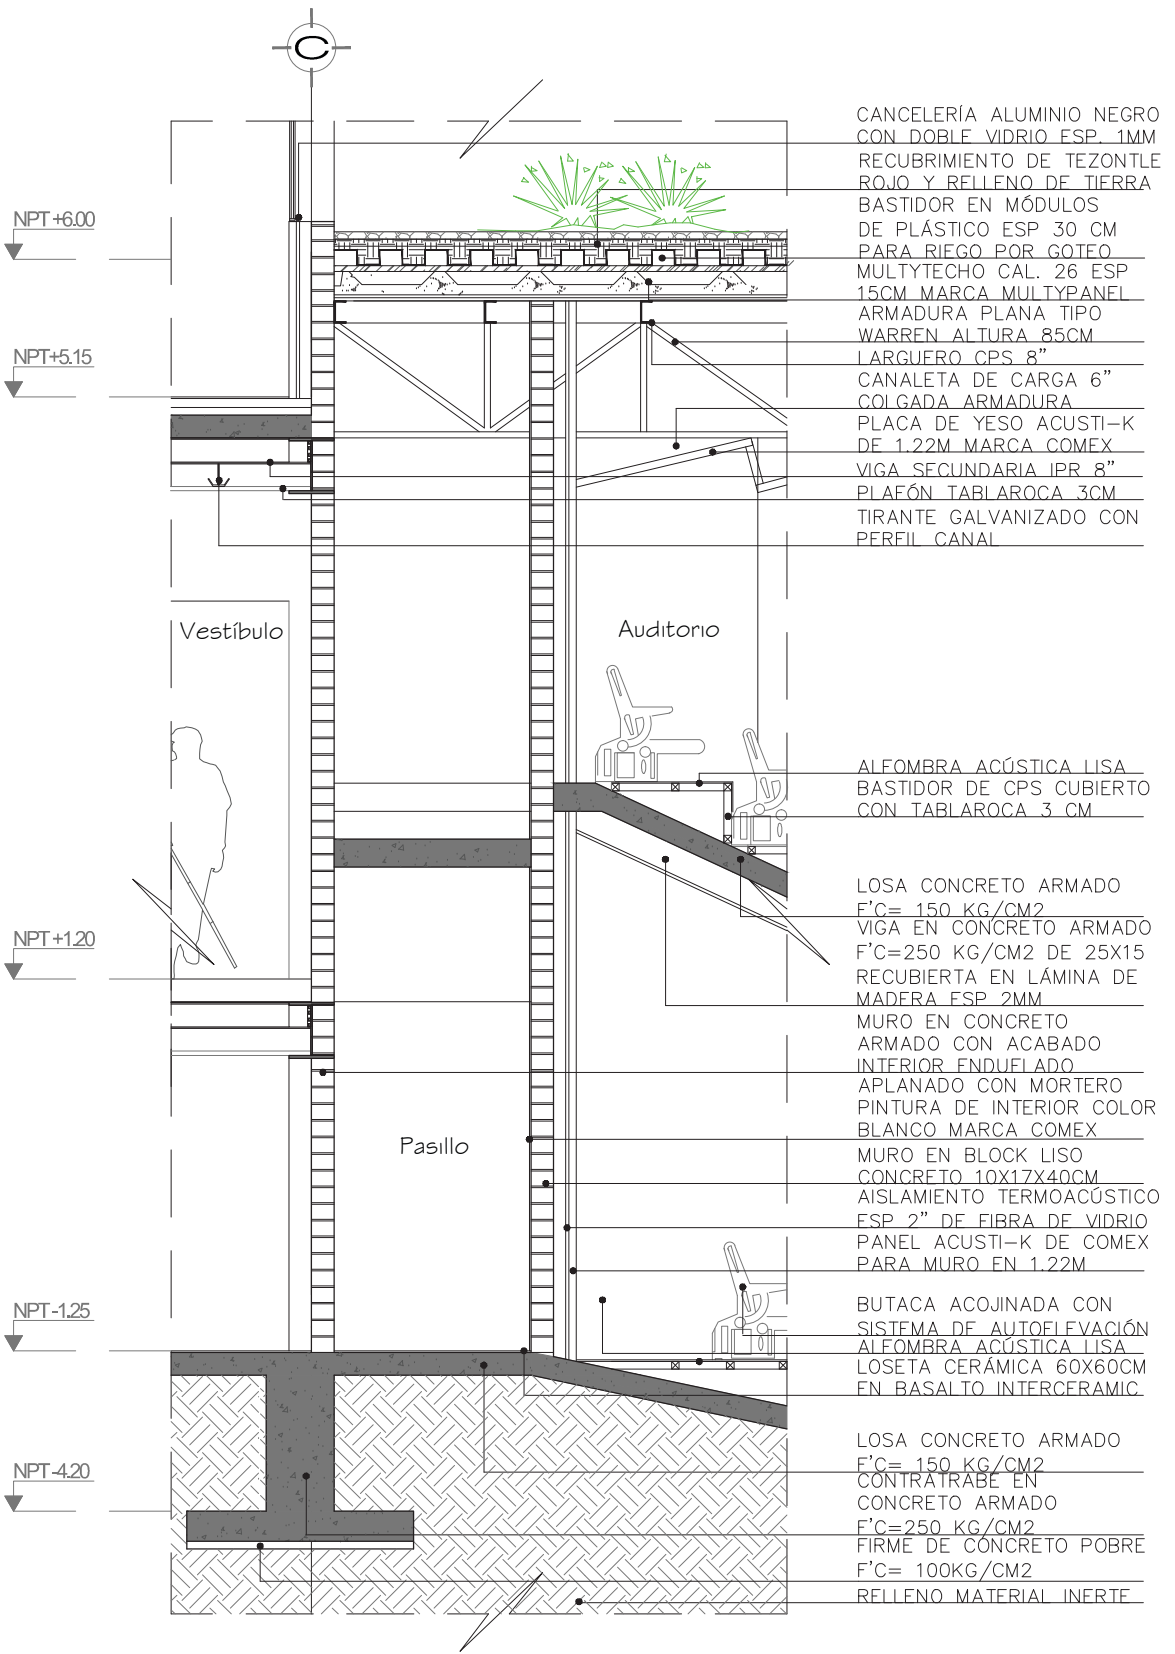 C
CANCELERÍA ALUMINIO NEGRO
CON DOBLE VIDRIO ESP. 1MM
RECUBRIMIENTO DE TEZONTLE
ROJO Y RELLENO DE TIERRA
BASTIDOR EN MÓDULOS
DE PLÁSTICO ESP 30 CM
PARA RIEGO POR GOTEO
MULTYTECHO CAL. 26 ESP
15CM MARCA MULTYPANEL
ARMADURA PLANA TIPO
WARREN ALTURA 85CM
LARGUERO CPS 8”
CANALETA DE CARGA 6”
COLGADA ARMADURA
PLACA DE YESO ACUSTI-K
DE 1.22M MARCA COMEX
VIGA SECUNDARIA IPR 8”
PLAFÓN TABLAROCA 3CM
TIRANTE GALVANIZADO CON
PERFIL CANAL
NPT +6.00
NPT+5.15
Vestíbulo
Auditorio
ALFOMBRA ACÚSTICA LISA
BASTIDOR DE CPS CUBIERTO
CON TABLAROCA 3 CM
LOSA CONCRETO ARMADO
F’C= 150 KG/CM2
VIGA EN CONCRETO ARMADO
F’C=250 KG/CM2 DE 25X15
RECUBIERTA EN LÁMINA DE
MADERA ESP 2MM
NPT +1.20
MURO EN CONCRETO
ARMADO CON ACABADO
INTERIOR ENDUELADO
APLANADO CON MORTERO
PINTURA DE INTERIOR COLOR
BLANCO MARCA COMEX
Pasillo
MURO EN BLOCK LISO
CONCRETO 10X17X40CM
AISLAMIENTO TERMOACÚSTICO
ESP 2” DE FIBRA DE VIDRIO
PANEL ACUSTI-K DE COMEX
PARA MURO EN 1.22M
NPT-1.25
BUTACA ACOJINADA CON
SISTEMA DE AUTOELEVACIÓN
ALFOMBRA ACÚSTICA LISA
LOSETA CERÁMICA 60X60CM
EN BASALTO INTERCERAMIC
LOSA CONCRETO ARMADO
F’C= 150 KG/CM2
NPT-4.20
CONTRATRABE EN
CONCRETO ARMADO
F’C=250 KG/CM2
FIRME DE CONCRETO POBRE
F’C= 100KG/CM2
RELLENO MATERIAL INERTE